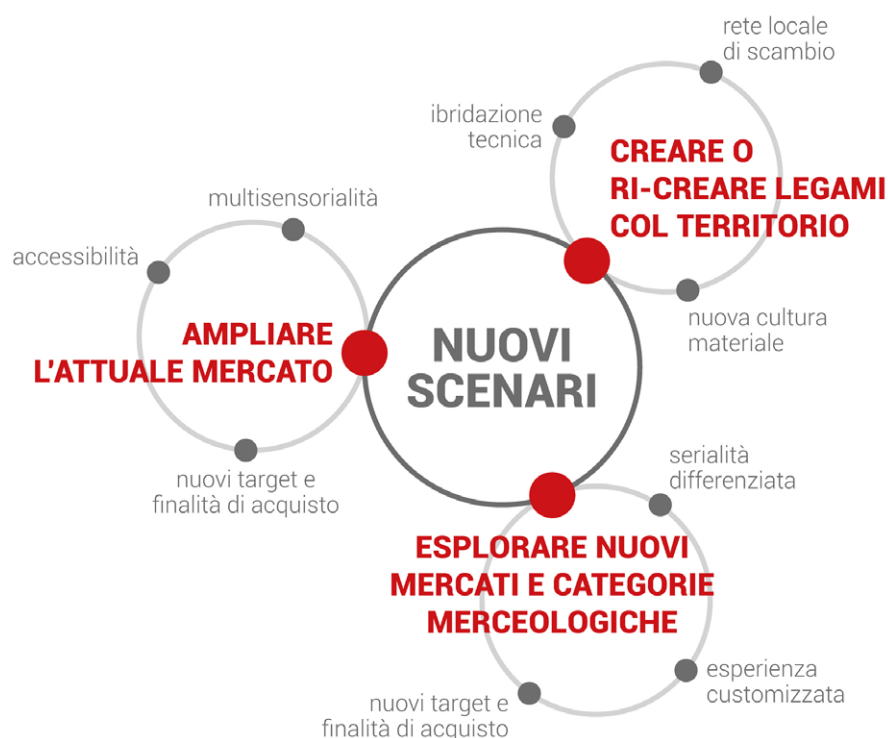 rete locale
di scambio
ibridazione
tecnica
CREARE O
RI-CREARE LEGAMI
COL TERRITORIO
nuova cultura
materiale
multisensorialità
accessibilità
AMPLIARE
L'ATTUALE MERCATO
nuovi target e
finalità di acquisto
NUOVI
SCENARI
serialità
differenziata
ESPLORARE NUOVI
MERCATI E CATEGORIE
MERCEOLOGICHE
esperienza
customizzata
nuovi target e
finalità di acquisto